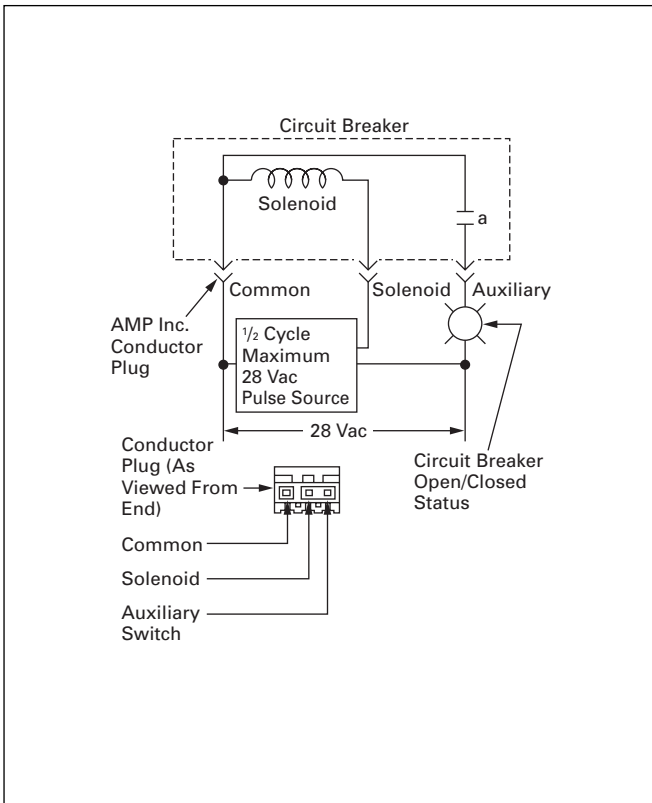 Circuit Breaker
Solenoid
a
Common
Solenoid
Auxiliary
AMP Inc.
Conductor
Plug
1/2 Cycle
Maximum
28 Vac
Pulse Source
28 Vac
Conductor
Plug (As
Viewed From
End)
Circuit Breaker
Open/Closed
Status
Common
Solenoid
Auxiliary
Switch